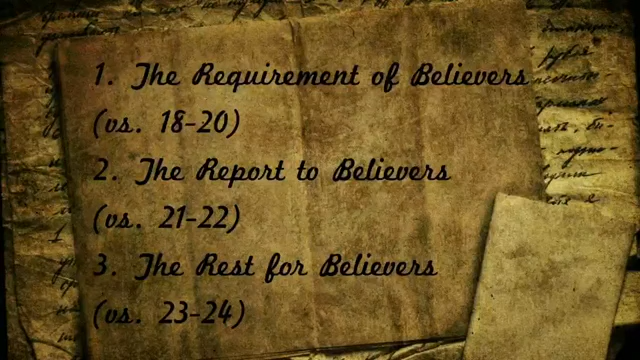 1. The Requirement of Believers
(vs. 18-20)
2. The Report to Believers
(vs. 21-22)
3. The Rest for Believers
(vs. 23-24)